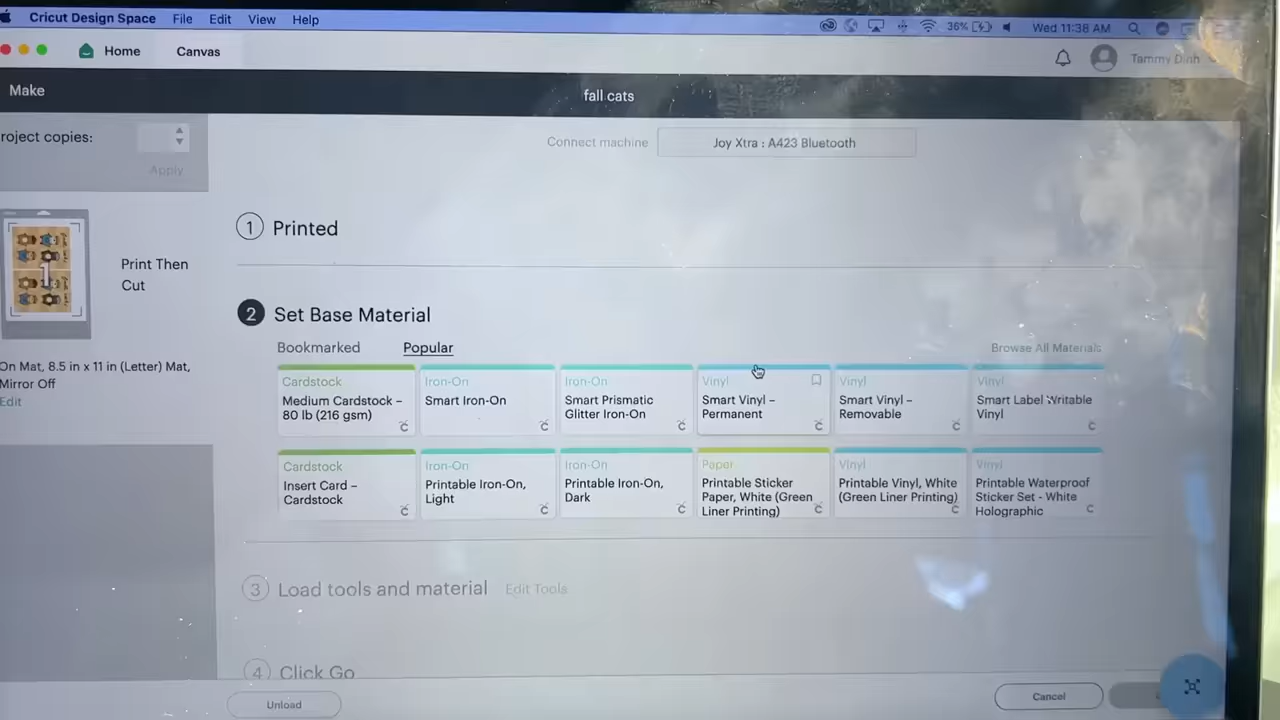 Cricut Design Space File Edit View Help
36% Wed 11:38 AM
Home Canvas
Tammy Dinh
Make
fall cats
roject copies:
Apply
Connect machine
Joy Xtra : A423 Bluetooth
1 Printed
1
Print Then
Cut
On Mat, 8.5 in x 11 in (Letter) Mat,
Mirror Off
Edit
2 Set Base Material
Bookmarked Popular
Browse All Materials
Cardstock
Medium Cardstock –
80 lb (216 gsm)
Iron-On
Smart Iron-On
Iron-On
Smart Prismatic
Glitter Iron-On
Vinyl
Smart Vinyl –
Permanent
Vinyl
Smart Vinyl –
Removable
Vinyl
Smart Label Writable
Vinyl
Cardstock
Insert Card –
Cardstock
Iron-On
Printable Iron-On,
Light
Iron-On
Printable Iron-On,
Dark
Paper
Printable Sticker
Paper, White (Green
Liner Printing)
Vinyl
Printable Vinyl, White
(Green Liner Printing)
Vinyl
Printable Waterproof
Sticker Set - White
Holographic
3 Load tools and material Edit Tools
4 Click Go
Unload
Cancel